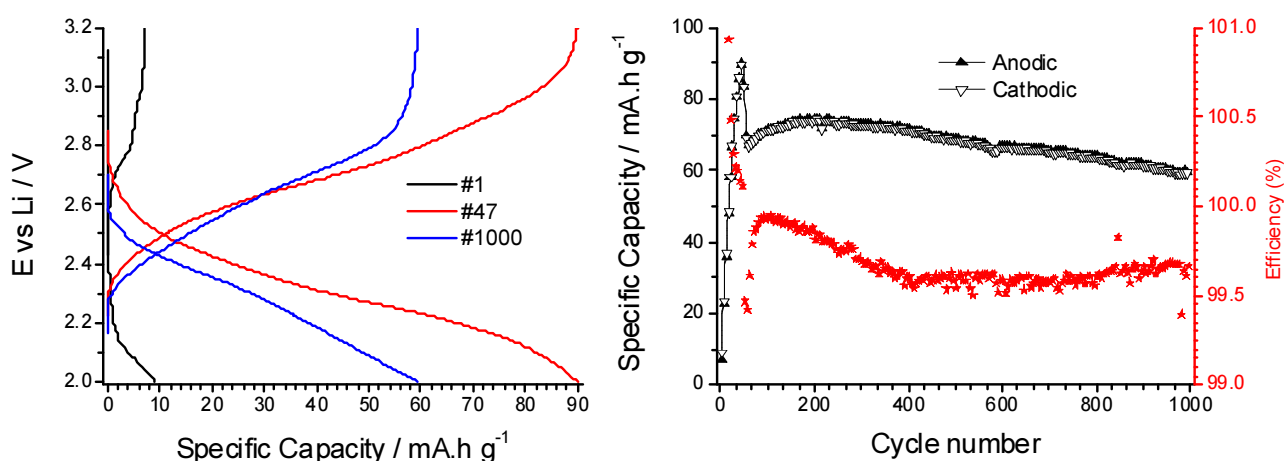 3.2
3.0
2.8
2.6
2.4
2.2
2.0
E vs Li / V
0 10 20 30 40 50 60 70 80 90
Specific Capacity / mA.h g⁻¹
#1
#47
#1000
100
80
60
40
20
0
Specific Capacity / mA.h g⁻¹
0 200 400 600 800 1000
Cycle number
Anodic
Cathodic
101.0
100.5
100.0
99.5
99.0
Efficiency (%)